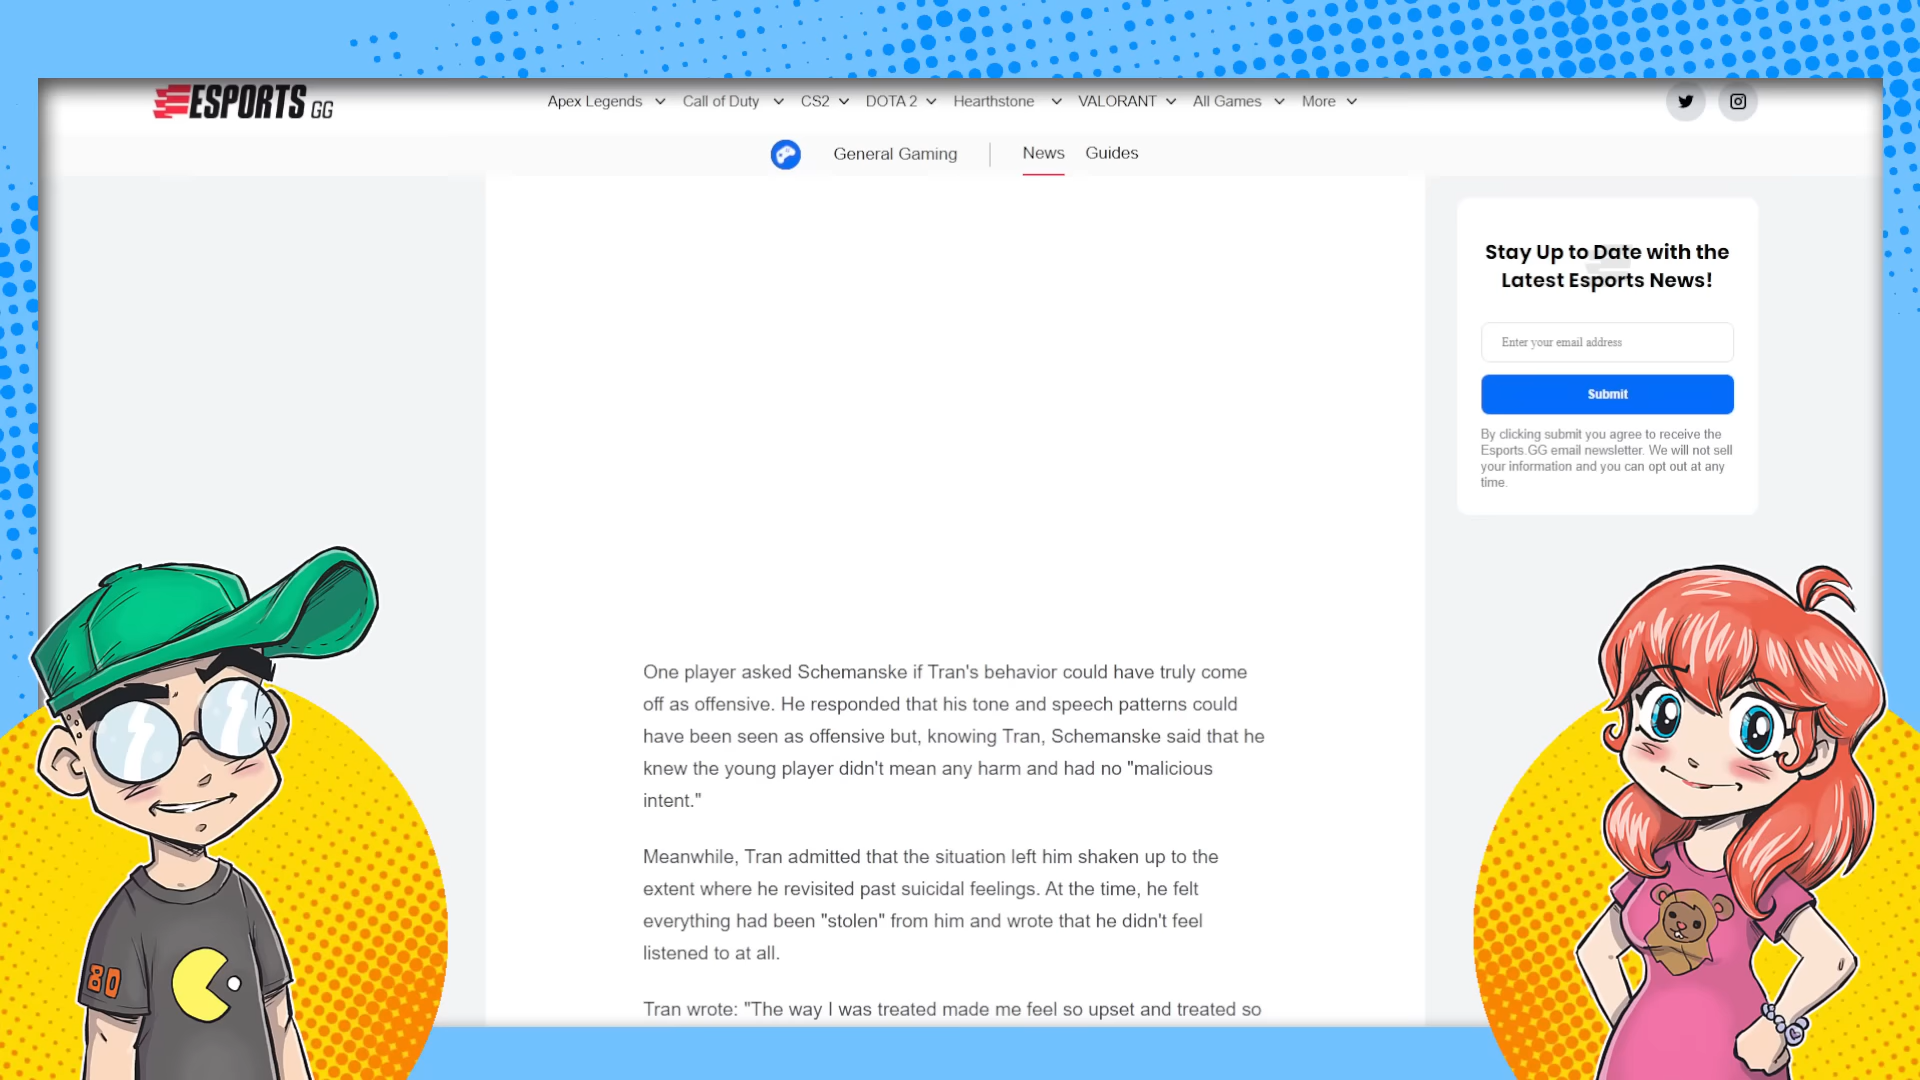 ESPORTS GG
Apex Legends Call of Duty CS2 DOTA 2 Hearthstone VALORANT All Games More
General Gaming News Guides
Stay Up to Date with the
Latest Esports News!
Enter your email address
Submit
By clicking submit you agree to receive the
Esports.GG email newsletter. We will not sell
your information and you can opt out at any
time.
One player asked Schemanske if Tran's behavior could have truly come
off as offensive. He responded that his tone and speech patterns could
have been seen as offensive but, knowing Tran, Schemanske said that he
knew the young player didn't mean any harm and had no "malicious
intent."
Meanwhile, Tran admitted that the situation left him shaken up to the
extent where he revisited past suicidal feelings. At the time, he felt
everything had been "stolen" from him and wrote that he didn't feel
listened to at all.
Tran wrote: "The way I was treated made me feel so upset and treated so
80